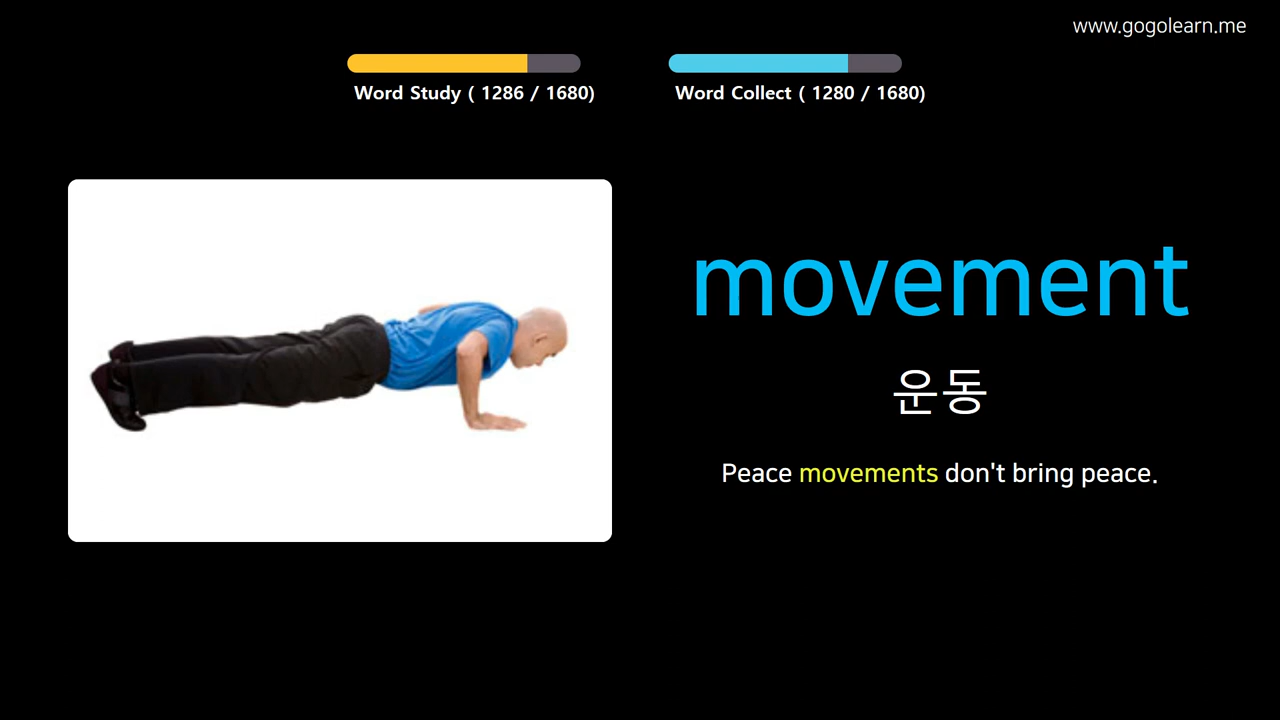 www.gogolearn.me
Word Study ( 1286 / 1680)
Word Collect ( 1280 / 1680)
movement
운동
Peace movements don't bring peace.